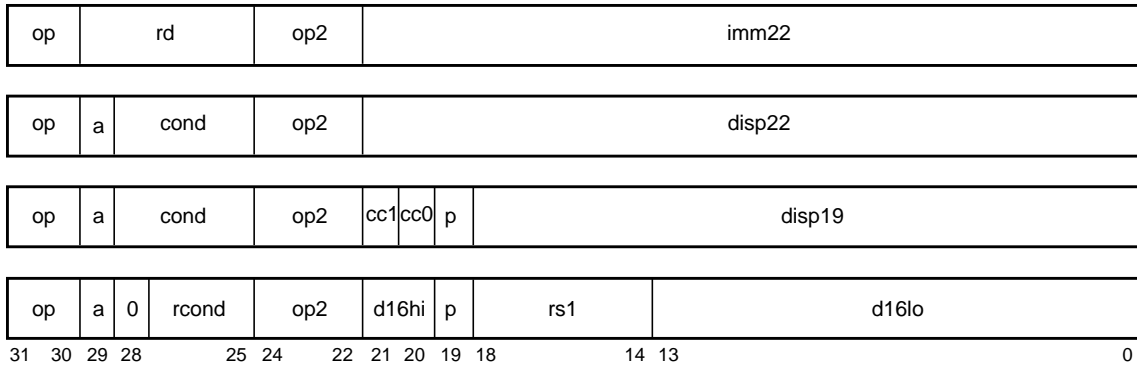 op rd op2 imm22
op a cond op2 disp22
op a cond op2 cc1 cc0 p disp19
op a 0 rcond op2 d16hi p rs1 d16lo
31 30 29 28 25 24 22 21 20 19 18 14 13 0